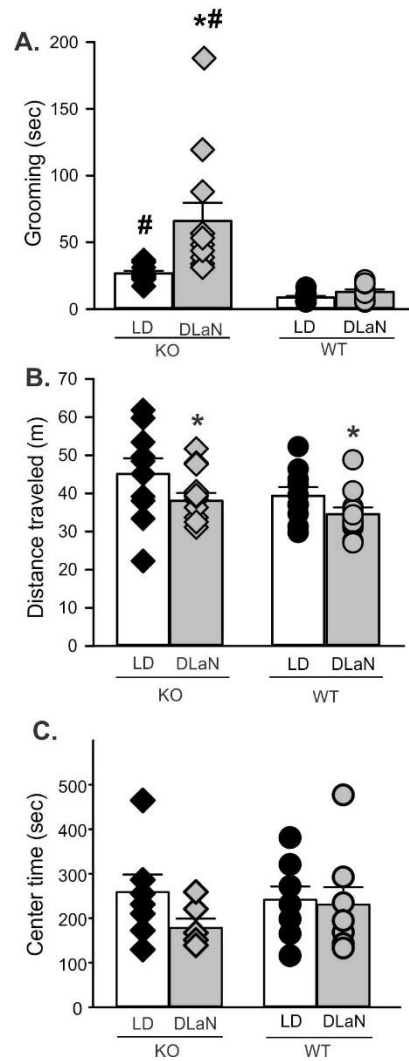 A.
*#
#
Grooming (sec)
200
150
100
50
0
LD DLaN LD DLaN
KO WT
B.
Distance traveled (m)
70
60
50
40
30
20
10
0
* *
LD DLaN LD DLaN
KO WT
C.
Center time (sec)
500
400
300
200
100
0
LD DLaN LD DLaN
KO WT